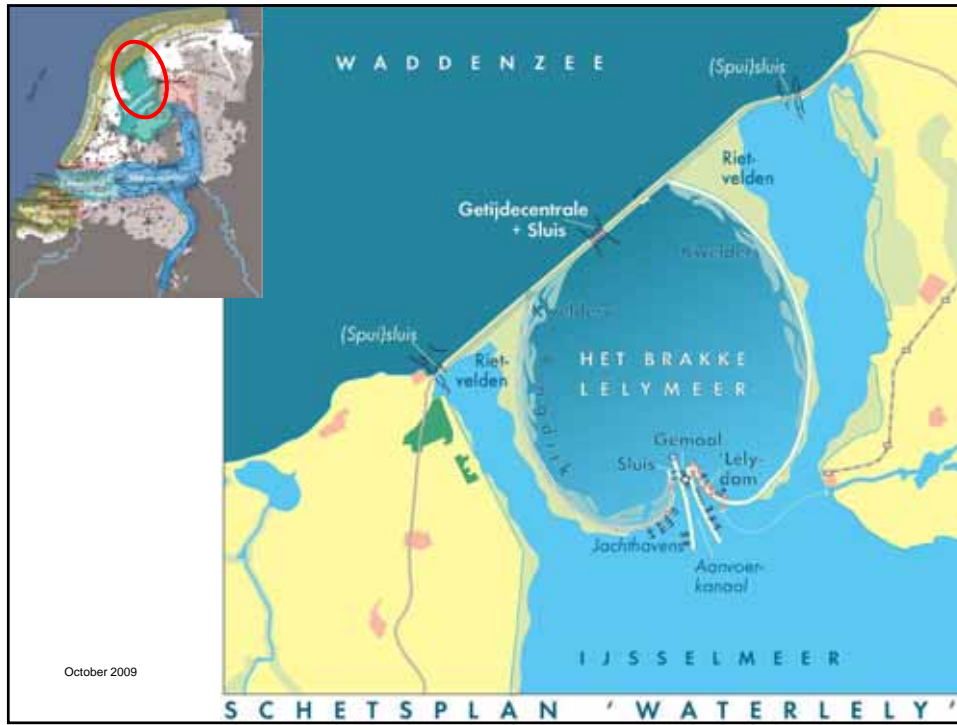 WADDENZEE
(Spui)sluis
Riet-
velden
Getijdecentrale
+ Sluis
Kwelders
Kwelders
(Spui)sluis
Riet-
velden
HET BRAKKE
LELYMEER
Gemaal
Sluis
'Lely-
dam'
Jachthavens
Aanvoer-
kanaal
IJSSELMEER
October 2009
SCHETSPLAN 'WATERLELY'